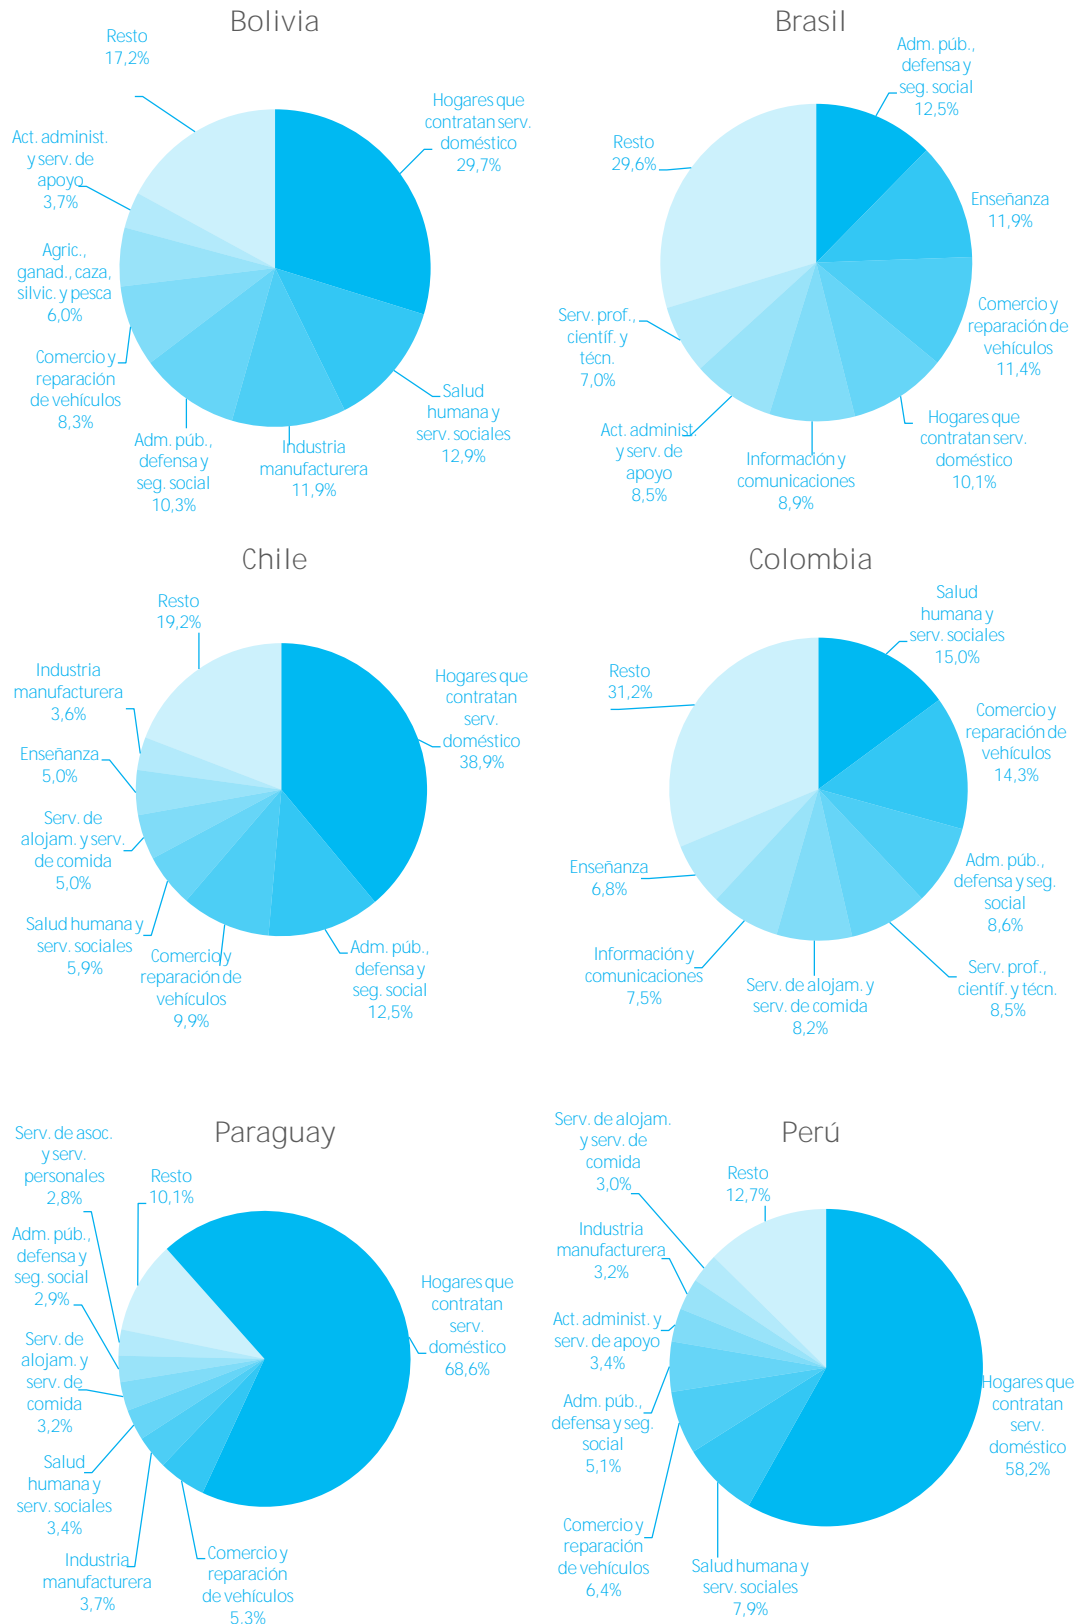 Bolivia
Resto
17,2%
Hogares que
contratan serv.
doméstico
29,7%
Act. administ.
y serv. de
apoyo
3,7%
Agric.,
ganad., caza,
silvic. y pesca
6,0%
Comercio y
reparación
de vehículos
8,3%
Adm. púb.,
defensa y
seg. social
10,3%
Industria
manufacturera
11,9%
Salud
humana y
serv. sociales
12,9%
Brasil
Adm. púb.,
defensa y
seg. social
12,5%
Resto
29,6%
Enseñanza
11,9%
Comercio y
reparación de
vehículos
11,4%
Serv. prof.,
científ. y
técn.
7,0%
Hogares que
contratan serv.
doméstico
10,1%
Act. administ.
y serv. de
apoyo
8,5%
Información y
comunicaciones
8,9%
Chile
Resto
19,2%
Industria
manufacturera
3,6%
Hogares que
contratan
serv.
doméstico
38,9%
Enseñanza
5,0%
Serv. de
alojam. y serv.
de comida
5,0%
Salud humana y
serv. sociales
5,9%
Comercio y
reparación de
vehículos
9,9%
Adm. púb.,
defensa y
seg. social
12,5%
Colombia
Salud
humana y
serv. sociales
15,0%
Resto
31,2%
Comercio y
reparación de
vehículos
14,3%
Enseñanza
6,8%
Adm. púb.,
defensa y seg.
social
8,6%
Información y
comunicaciones
7,5%
Serv. de alojam. y
serv. de comida
8,2%
Serv. prof.,
científ. y técn.
8,5%
Paraguay
Serv. de asoc.
y serv.
personales
2,8%
Resto
10,1%
Adm. púb.,
defensa y
seg. social
2,9%
Hogares que
contratan
serv.
doméstico
68,6%
Serv. de
alojam. y
serv. de
comida
3,2%
Salud
humana y
serv. sociales
3,4%
Industria
manufacturera
3,7%
Comercio y
reparación
de vehículos
5,3%
Perú
Serv. de alojam.
y serv. de
comida
3,0%
Resto
12,7%
Industria
manufacturera
3,2%
Act. administ. y
serv. de apoyo
3,4%
Adm. púb.,
defensa y seg.
social
5,1%
Hogares que
contratan
serv.
doméstico
58,2%
Comercio y
reparación
de vehículos
6,4%
Salud humana y
serv. sociales
7,9%